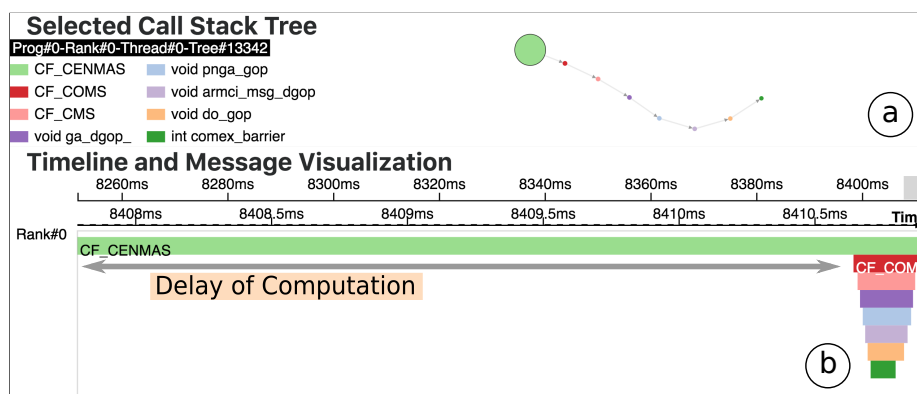 Selected Call Stack Tree
Prog#0-Rank#0-Thread#0-Tree#13342
CF_CENMAS void pnga_gop
CF_COMS void armci_msg_dgop
CF_CMS void do_gop
void ga_dgop_ int comex_barrier
a
Timeline and Message Visualization
8260ms 8280ms 8300ms 8320ms 8340ms 8360ms 8380ms 8400ms
8408ms 8408.5ms 8409ms 8409.5ms 8410ms 8410.5ms Tim
Rank#0
CF_CENMAS
CF_COM
Delay of Computation
b